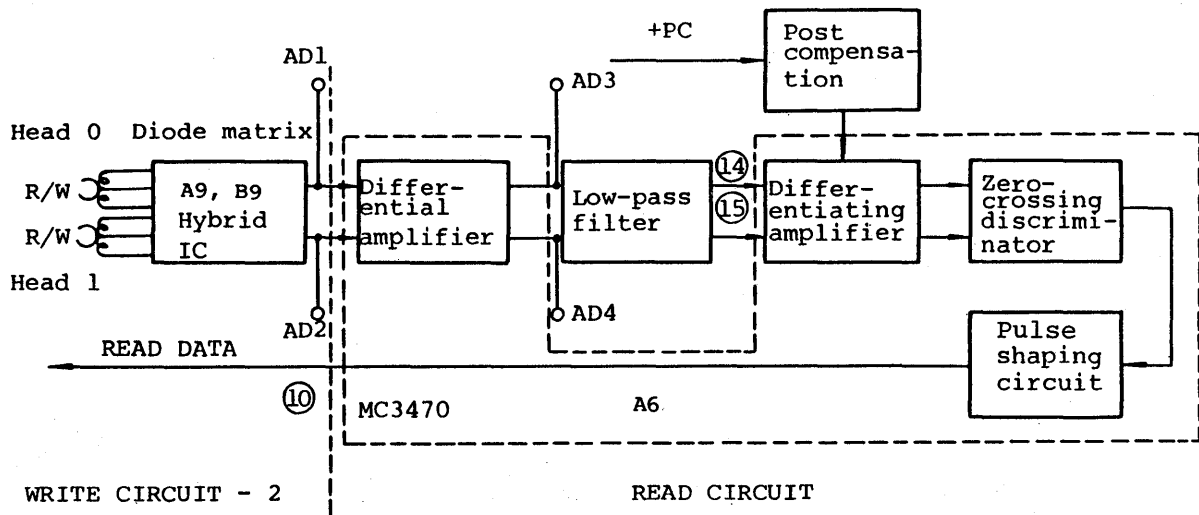 +PC
Post
compensa-
tion
AD1
AD3
Head 0 Diode matrix
R/W
R/W
A9, B9
Hybrid
IC
Differ-
ential
amplifier
Low-pass
filter
⑭
⑮
Differ-
entiating
amplifier
Zero-
crossing
discrimi-
nator
Head 1
AD2
AD4
READ DATA
⑩
Pulse
shaping
circuit
MC3470
A6
WRITE CIRCUIT - 2
READ CIRCUIT